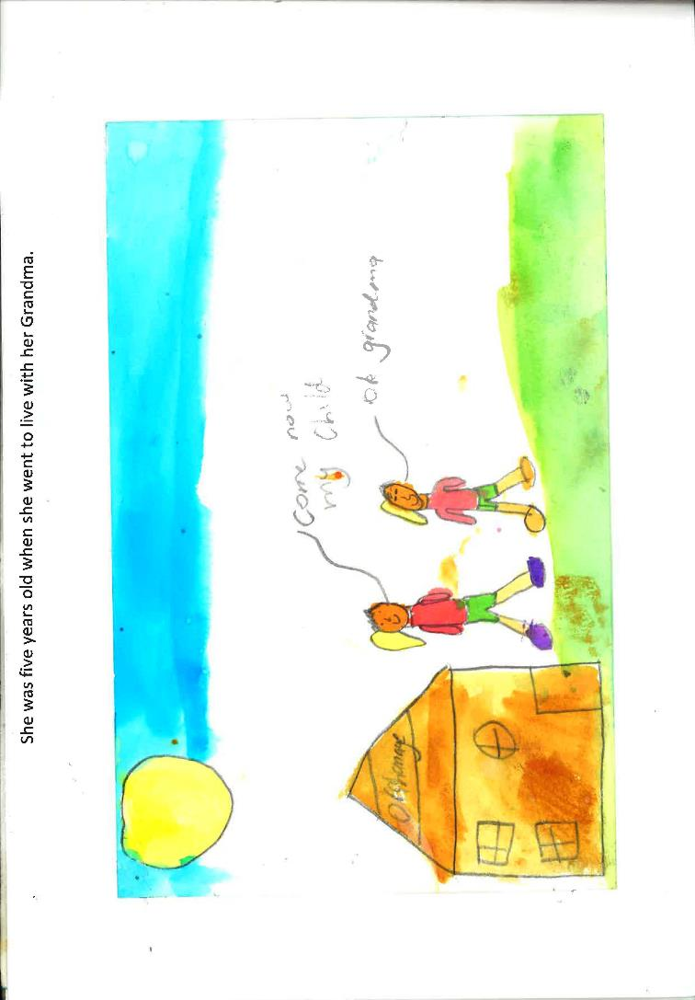 She was five years old when she went to live with her Grandma.
Come now
my child
ok grandma
Orphanage